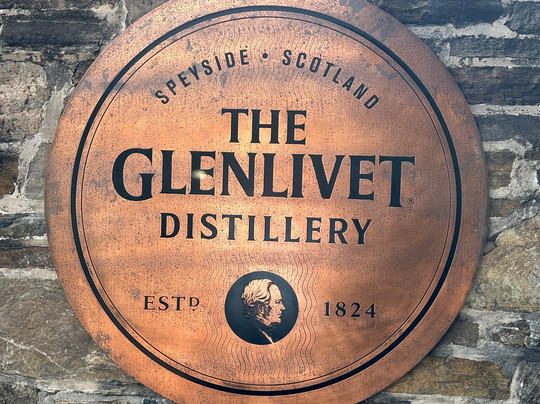 SPEYSIDE • SCOTLAND
THE
GLENLIVET®
DISTILLERY
ESTD 1824